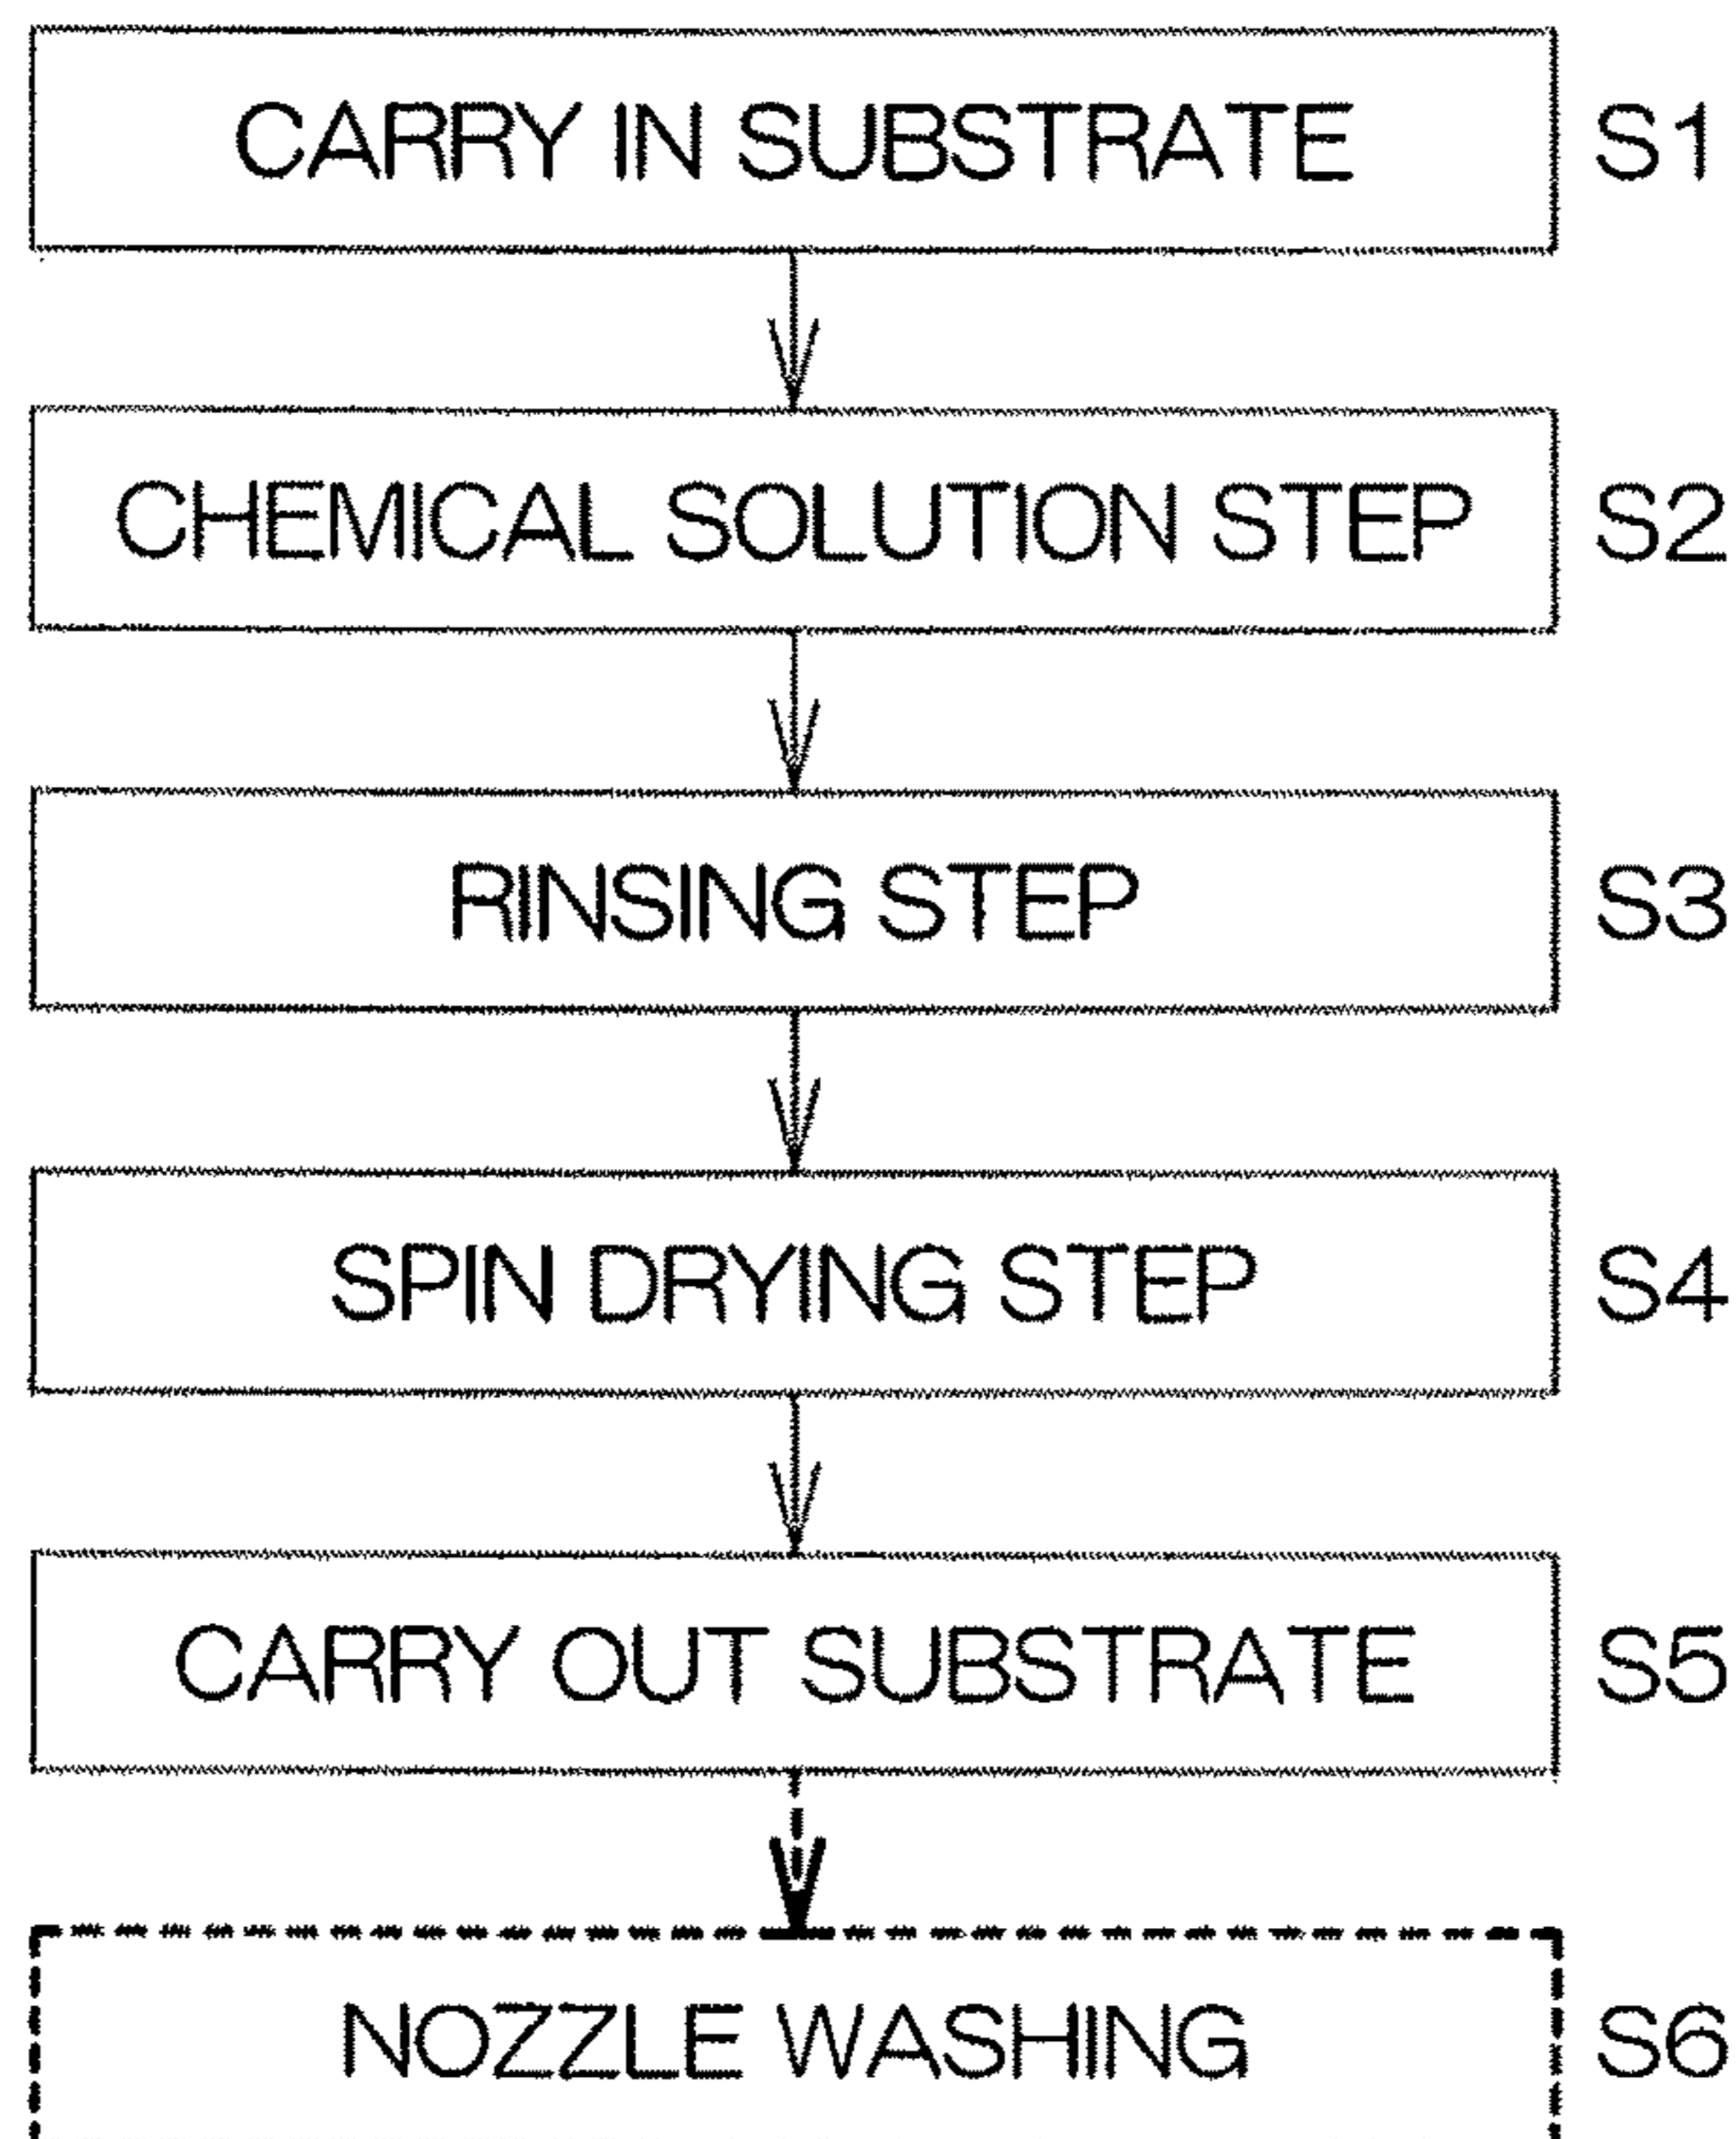 CARRY IN SUBSTRATE S1
CHEMICAL SOLUTION STEP S2
RINSING STEP S3
SPIN DRYING STEP S4
CARRY OUT SUBSTRATE S5
NOZZLE WASHING S6